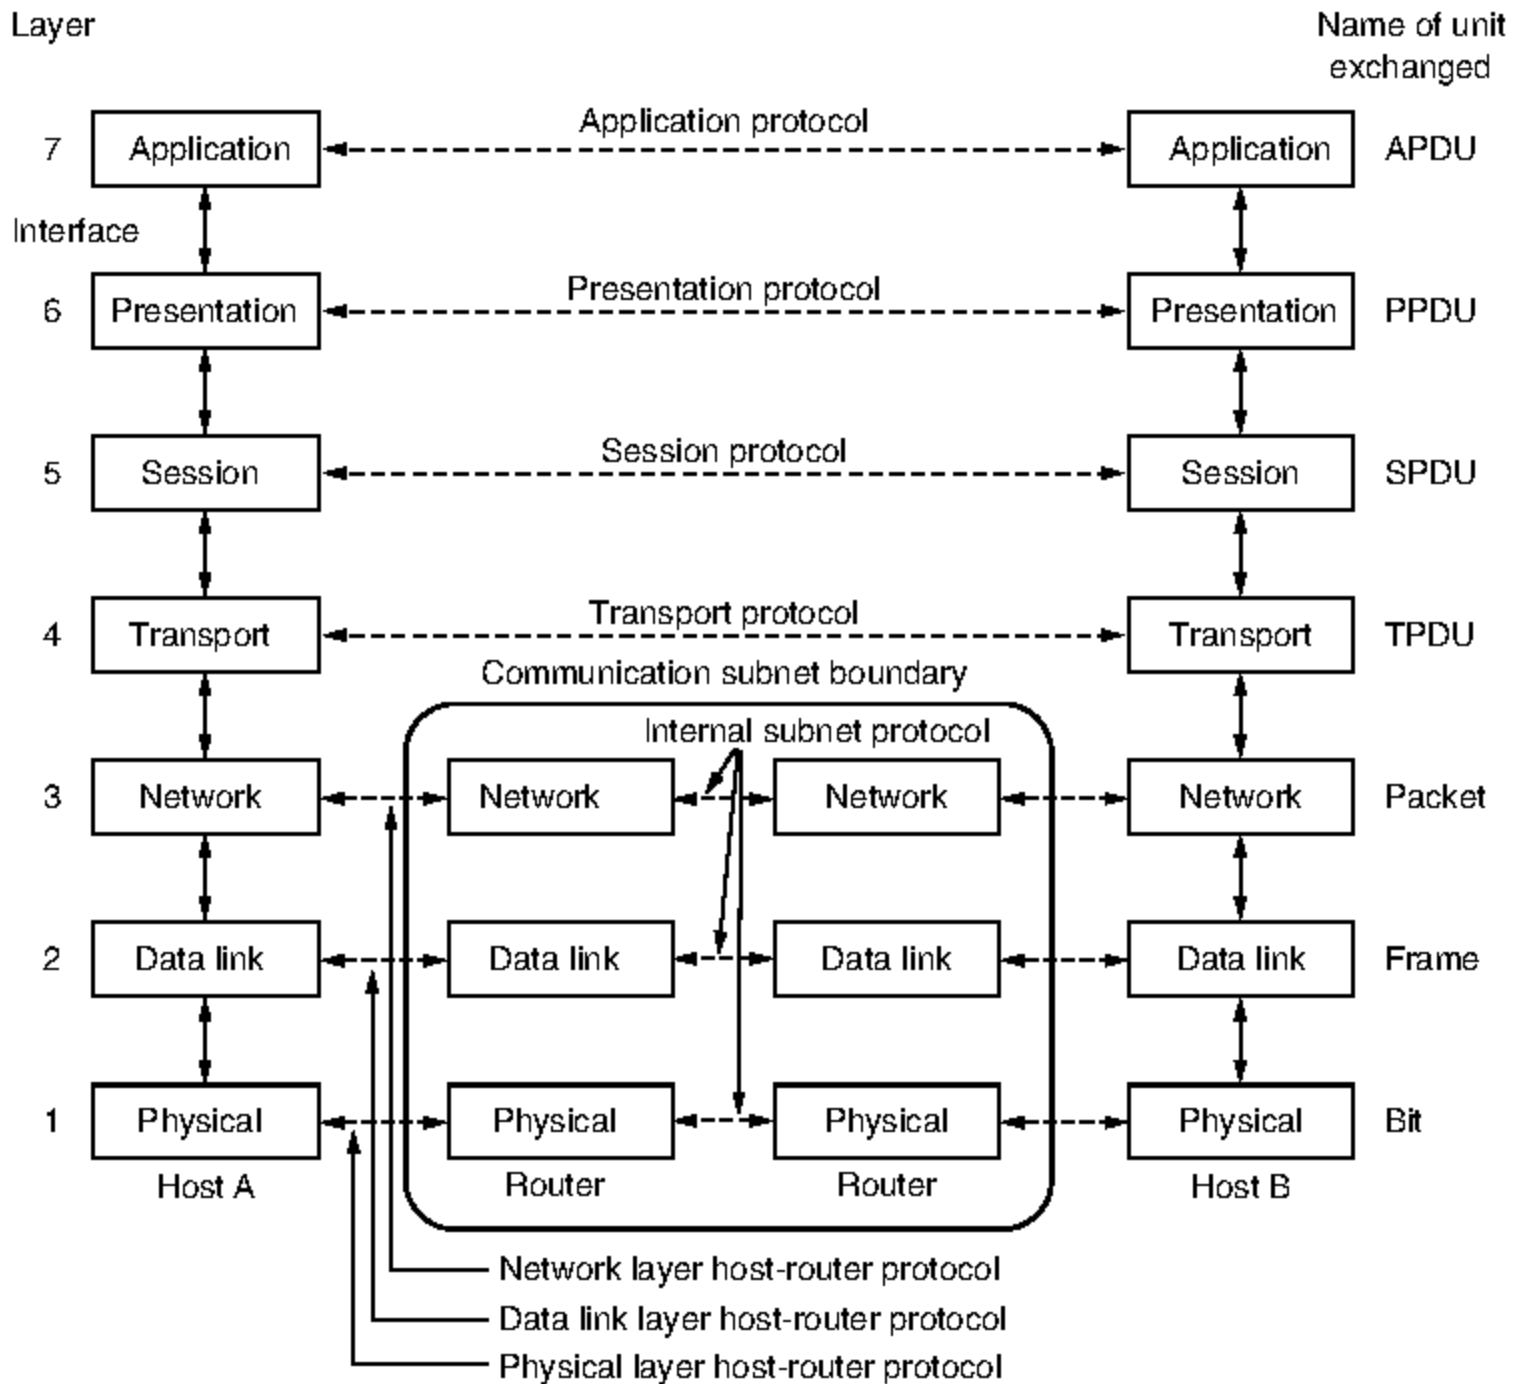 Layer
Name of unit
exchanged
7
Application
Application protocol
Application
APDU
Interface
6
Presentation
Presentation protocol
Presentation
PPDU
5
Session
Session protocol
Session
SPDU
4
Transport
Transport protocol
Transport
TPDU
Communication subnet boundary
Internal subnet protocol
3
Network
Network
Network
Network
Packet
2
Data link
Data link
Data link
Data link
Frame
1
Physical
Physical
Physical
Physical
Bit
Host A
Router
Router
Host B
Network layer host-router protocol
Data link layer host-router protocol
Physical layer host-router protocol